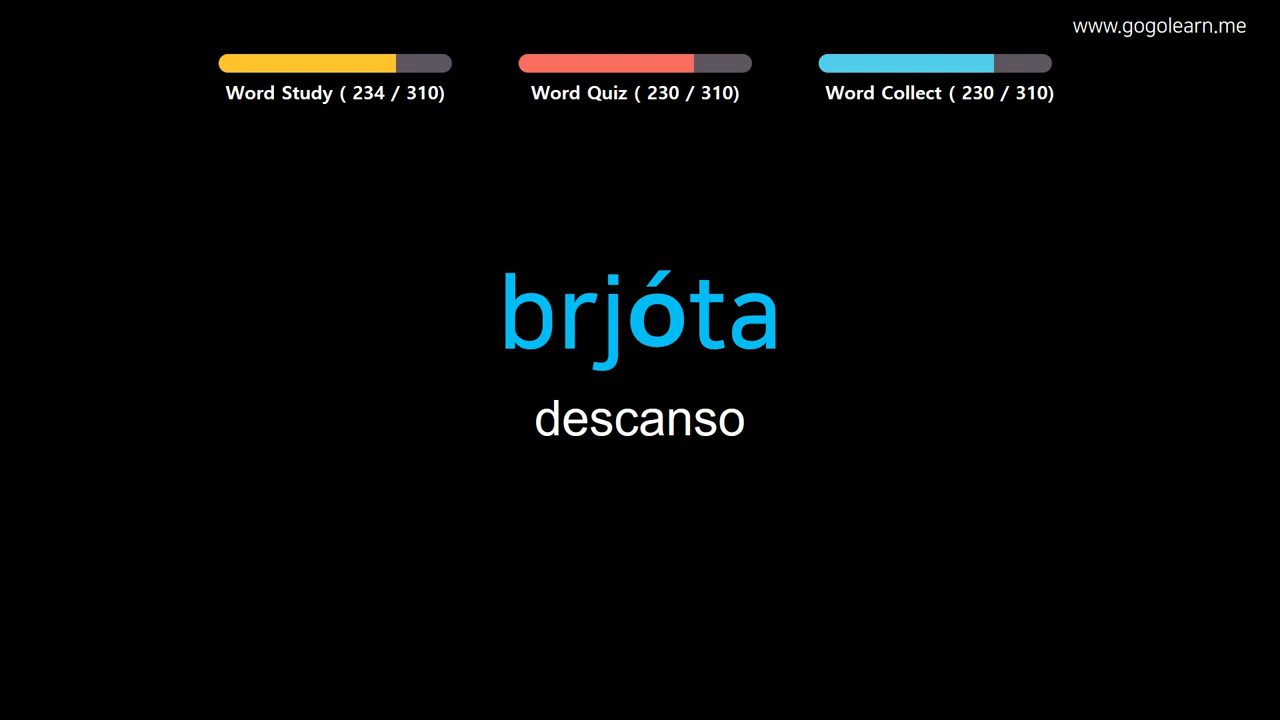 www.gogolearn.me
Word Study ( 234 / 310)
Word Quiz ( 230 / 310)
Word Collect ( 230 / 310)
brjóta
descanso